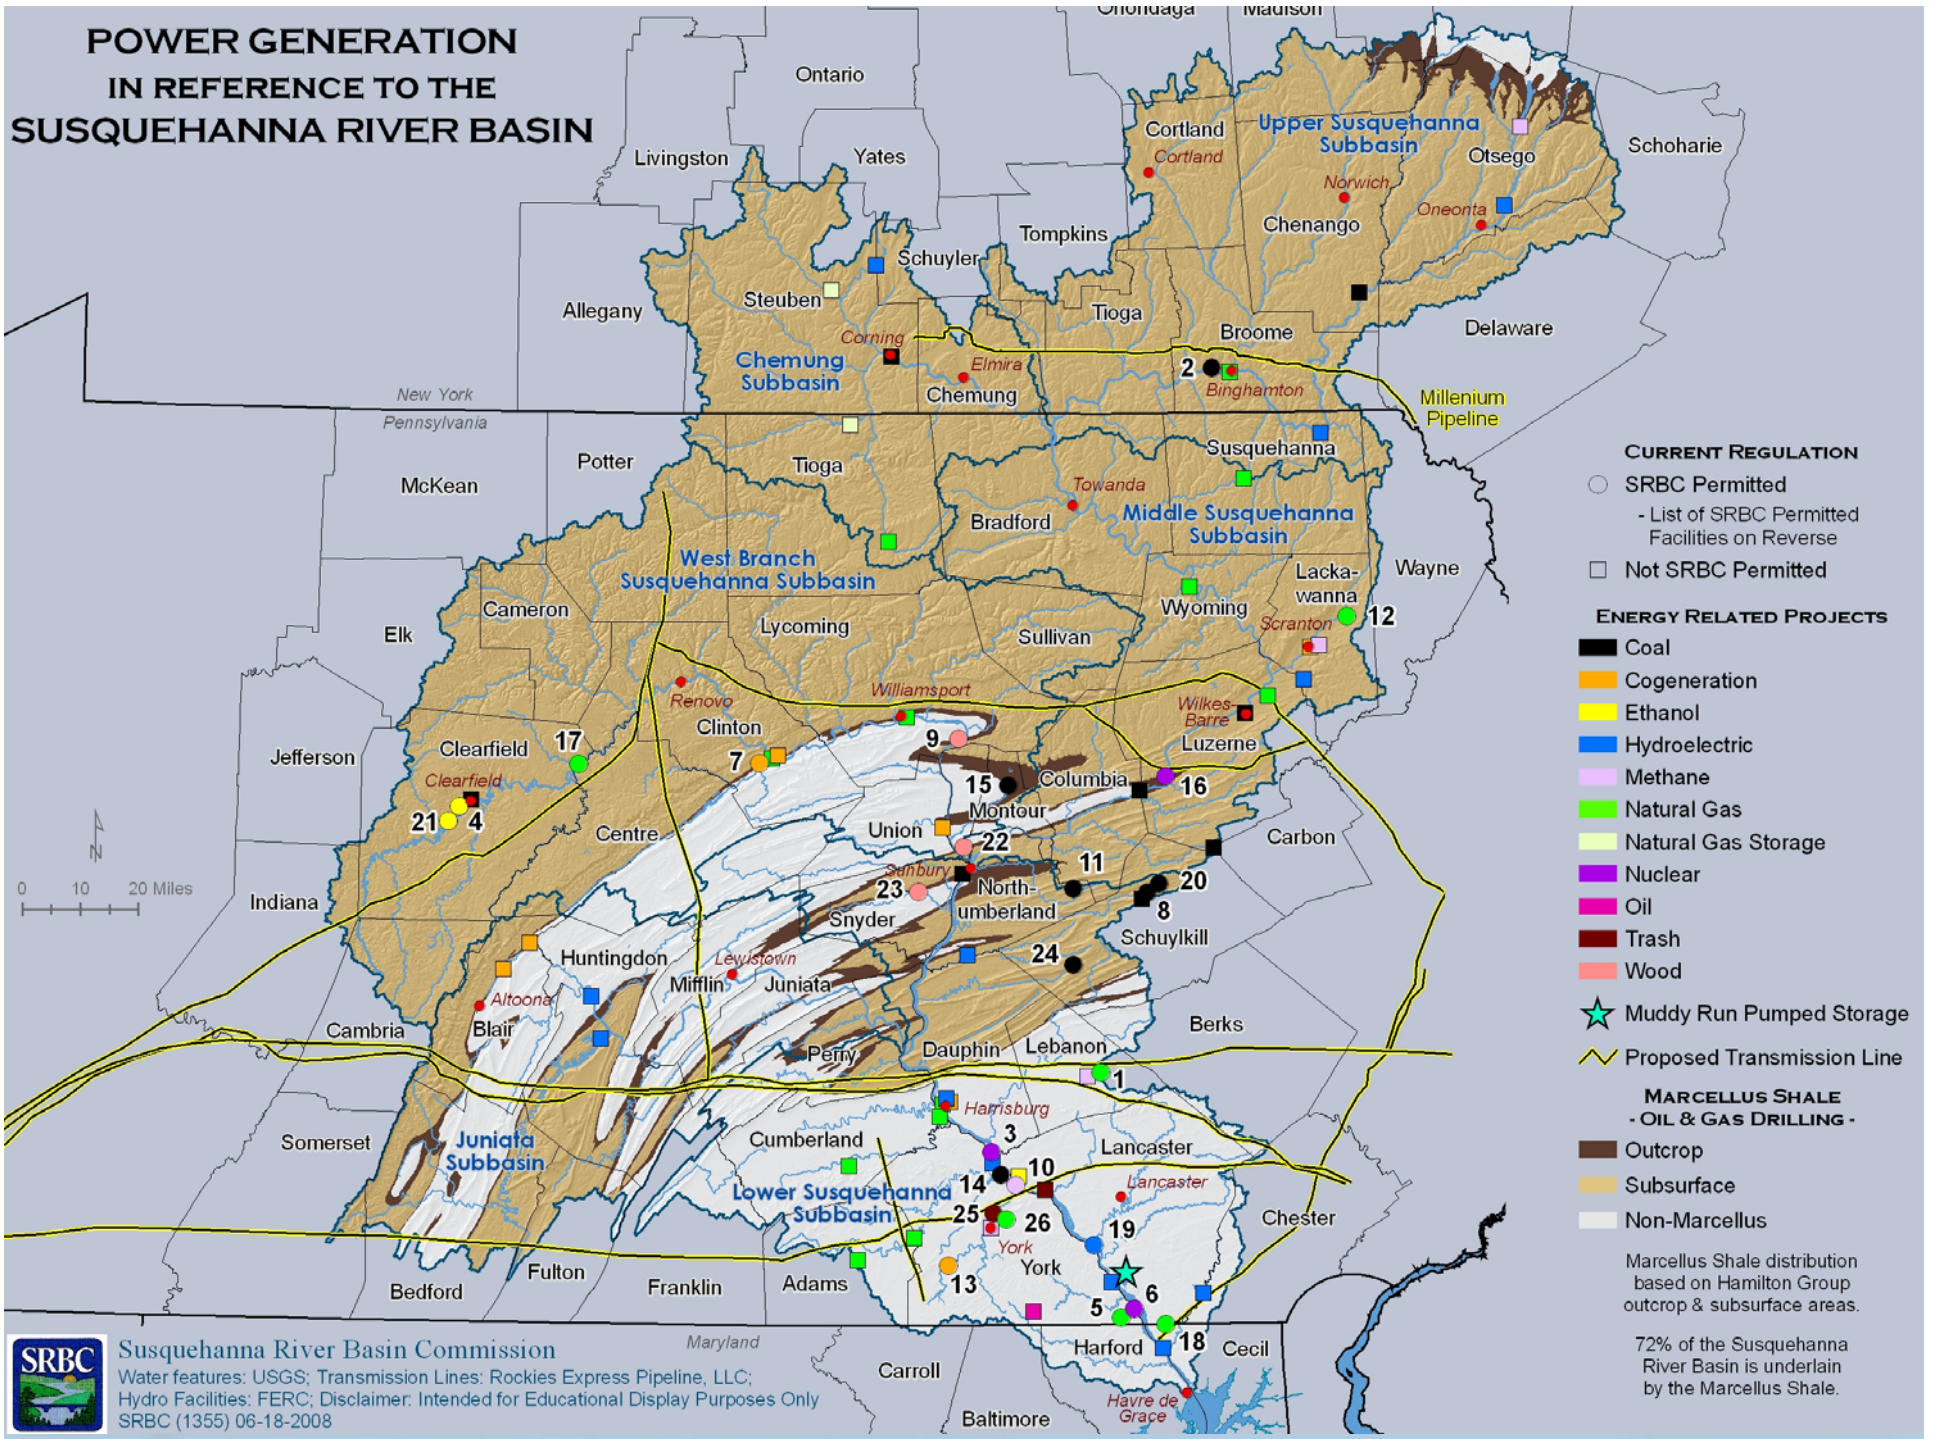 POWER GENERATION
IN REFERENCE TO THE
SUSQUEHANNA RIVER BASIN
Onondaga
Madison
Ontario
Livingston
Yates
Cortland
Cortland
Upper Susquehanna
Subbasin
Otsego
Schoharie
Norwich
Chenango
Oneonta
Tompkins
Schuyler
Steuben
Allegany
Tioga
Broome
Delaware
Corning
Elmira
Chemung
Subbasin
Chemung
2
Binghamton
Millenium
Pipeline
New York
Pennsylvania
Potter
McKean
Tioga
Susquehanna
Towanda
Bradford
Middle Susquehanna
Subbasin
West Branch
Susquehanna Subbasin
Cameron
Elk
Lycoming
Sullivan
Wyoming
Lacka-
wanna
Wayne
Scranton
12
Renovo
Williamsport
Wilkes-
Barre
Clinton
Luzerne
Jefferson
Clearfield
17
7
9
Clearfield
21
4
15
Columbia
16
Montour
Centre
Union
22
Carbon
Sunbury
23
11
20
8
North-
umberland
Snyder
Schuylkill
Indiana
0 10 20 Miles
N
Huntingdon
Lewistown
Mifflin
Juniata
24
Altoona
Blair
Cambria
Perry
Dauphin
Lebanon
Berks
1
Harrisburg
Somerset
Juniata
Subbasin
Cumberland
3
Lancaster
10
14
Lancaster
Lower Susquehanna
Subbasin
25
26
York
York
19
Chester
Bedford
Fulton
Franklin
Adams
13
5
6
18
Maryland
Harford
Cecil
Carroll
Baltimore
Havre de
Grace
CURRENT REGULATION
SRBC Permitted
- List of SRBC Permitted
Facilities on Reverse
Not SRBC Permitted
ENERGY RELATED PROJECTS
Coal
Cogeneration
Ethanol
Hydroelectric
Methane
Natural Gas
Natural Gas Storage
Nuclear
Oil
Trash
Wood
Muddy Run Pumped Storage
Proposed Transmission Line
MARCELLUS SHALE
- OIL & GAS DRILLING -
Outcrop
Subsurface
Non-Marcellus
Marcellus Shale distribution
based on Hamilton Group
outcrop & subsurface areas.
72% of the Susquehanna
River Basin is underlain
by the Marcellus Shale.
SRBC
Susquehanna River Basin Commission
Water features: USGS; Transmission Lines: Rockies Express Pipeline, LLC;
Hydro Facilities: FERC; Disclaimer: Intended for Educational Display Purposes Only
SRBC (1355) 06-18-2008